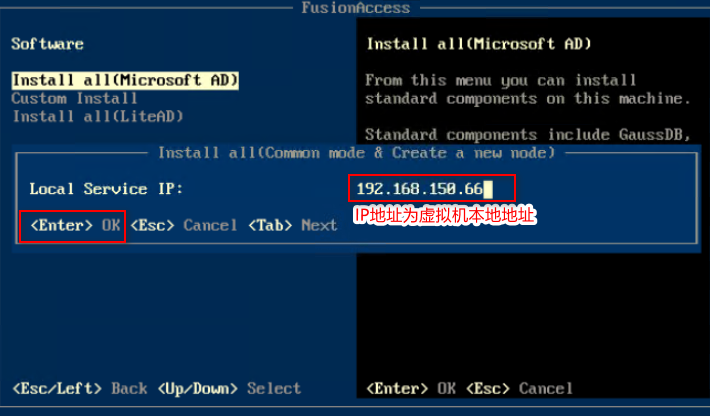 FusionAccess
Software
Install all(Microsoft AD)
Custom Install
Install all(LiteAD)
Install all(Microsoft AD)
From this menu you can install
standard components on this machine.
Standard components include GaussDB,
Install all(Common mode & Create a new node)
Local Service IP: 192.168.150.66
IP地址为虚拟机本地地址
<Enter> OK <Esc> Cancel <Tab> Next
<Esc/Left> Back <Up/Down> Select
<Enter> OK <Esc> Cancel